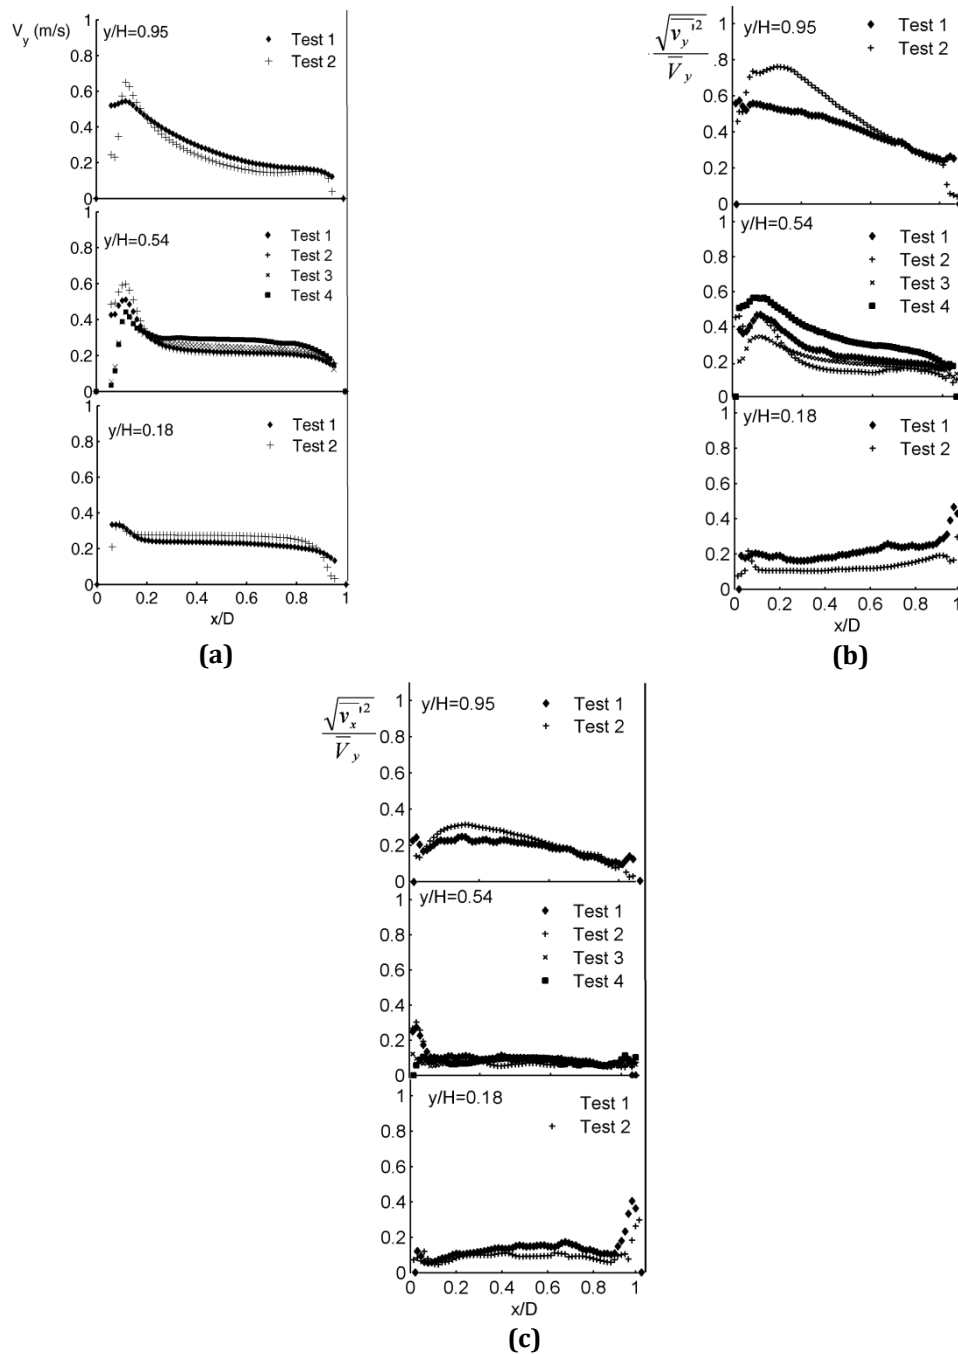 V_y (m/s)
y/H=0.95
Test 1
Test 2
1
0.8
0.6
0.4
0.2
0
y/H=0.54
Test 1
Test 2
Test 3
Test 4
1
0.8
0.6
0.4
0.2
0
y/H=0.18
Test 1
Test 2
1
0.8
0.6
0.4
0.2
0
0 0.2 0.4 0.6 0.8 1
x/D
(a)
√(v_y'²) / V_y
y/H=0.95
Test 1
Test 2
1
.8
0.6
0.4
0.2
0
y/H=0.54
Test 1
Test 2
Test 3
Test 4
1
0.8
0.6
0.4
0.2
0
y/H=0.18
Test 1
Test 2
1
0.8
0.6
0.4
0.2
0
0 0.2 0.4 0.6 0.8 1
x/D
(b)
√(v_x'²) / V_y
y/H=0.95
Test 1
Test 2
1
0.8
0.6
0.4
0.2
0
y/H=0.54
Test 1
Test 2
Test 3
Test 4
1
0.8
0.6
0.4
0.2
0
y/H=0.18
Test 1
Test 2
1
0.8
0.6
0.4
0.2
0
0 0.2 0.4 0.6 0.8 1
x/D
(c)